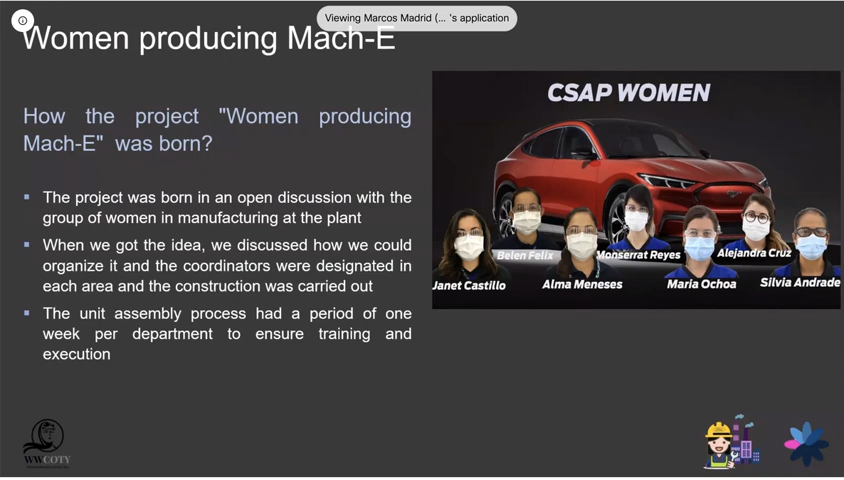 Viewing Marcos Madrid (... 's application
Women producing Mach-E
How the project "Women producing
Mach-E" was born?
The project was born in an open discussion with the
group of women in manufacturing at the plant
When we got the idea, we discussed how we could
organize it and the coordinators were designated in
each area and the construction was carried out
The unit assembly process had a period of one
week per department to ensure training and
execution
CSAP WOMEN
Belen Felix
Monserrat Reyes
Alejandra Cruz
Janet Castillo
Alma Meneses
Maria Ochoa
Silvia Andrade
WWCOTY